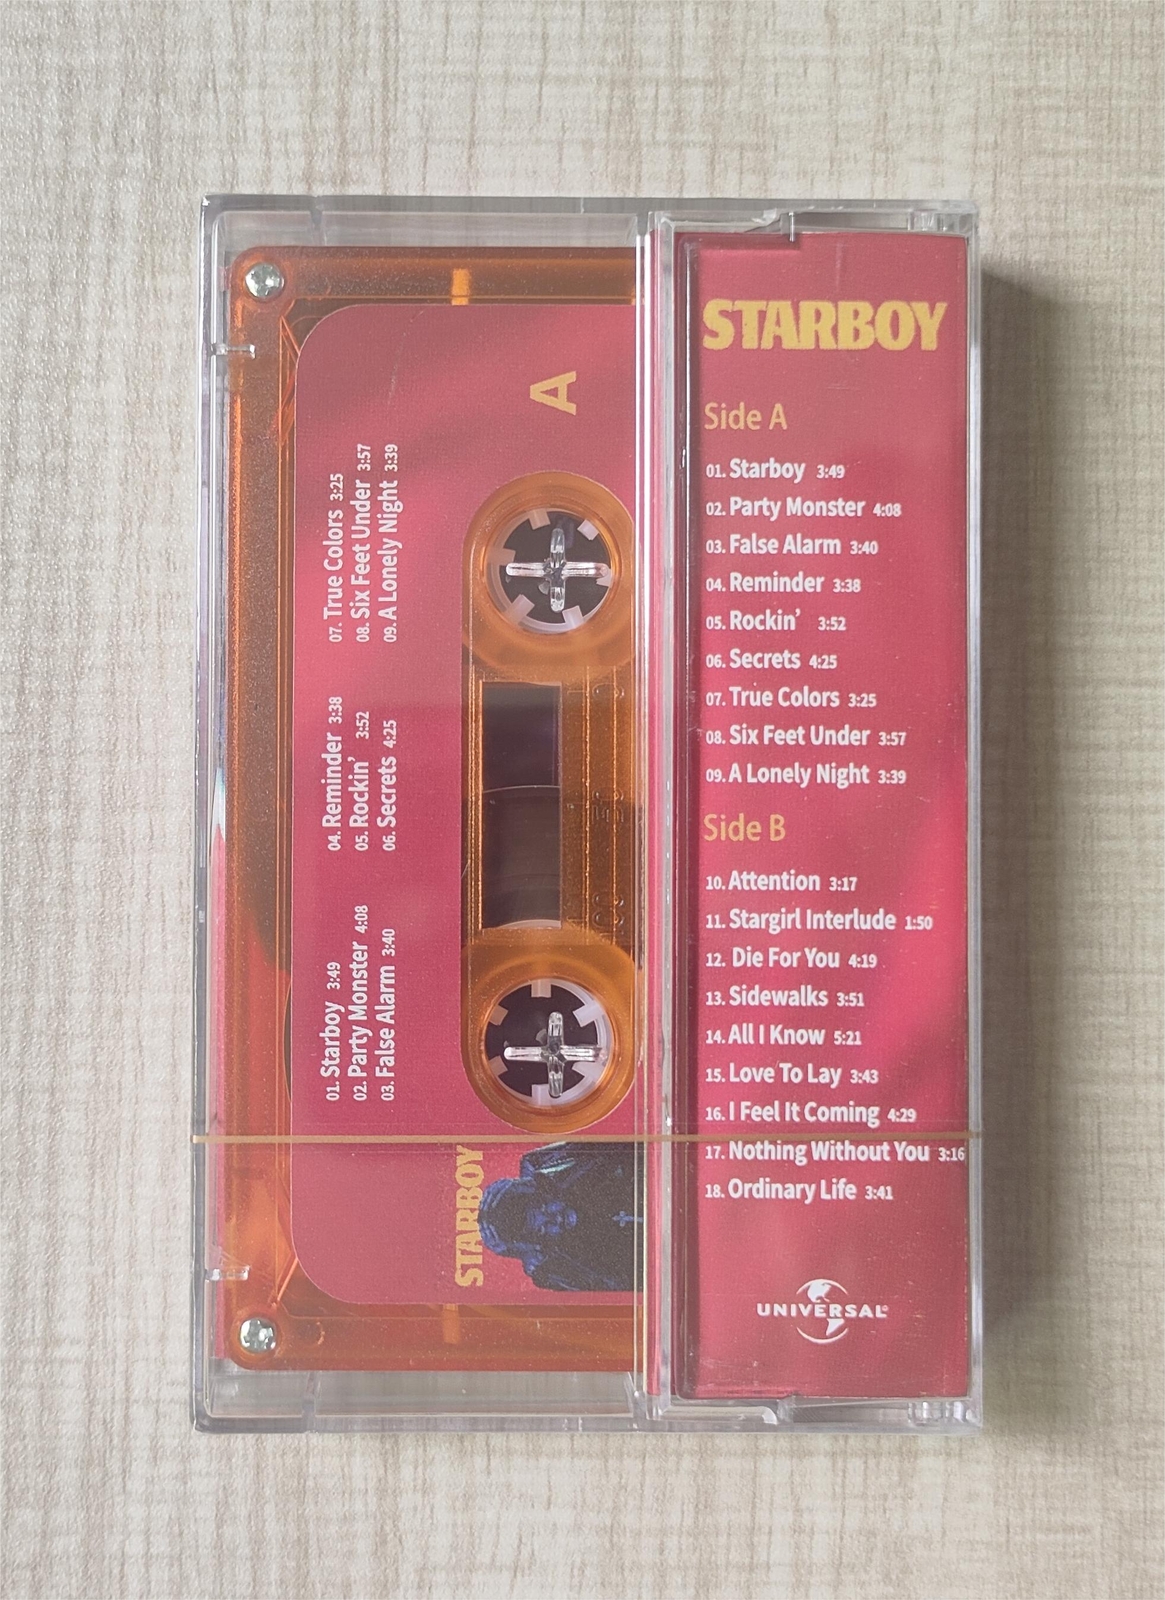 STARBOY
Side A
01. Starboy 3:49
02. Party Monster 4:08
03. False Alarm 3:40
04. Reminder 3:38
05. Rockin’ 3:52
06. Secrets 4:25
07. True Colors 3:25
08. Six Feet Under 3:57
09. A Lonely Night 3:39
Side B
10. Attention 3:17
11. Stargirl Interlude 1:50
12. Die For You 4:19
13. Sidewalks 3:51
14. All I Know 5:21
15. Love To Lay 3:43
16. I Feel It Coming 4:29
17. Nothing Without You 3:16
18. Ordinary Life 3:41
UNIVERSAL
A
01. Starboy 3:49
02. Party Monster 4:08
03. False Alarm 3:40
04. Reminder 3:38
05. Rockin’ 3:52
06. Secrets 4:25
07. True Colors 3:25
08. Six Feet Under 3:57
09. A Lonely Night 3:39
STARBOY